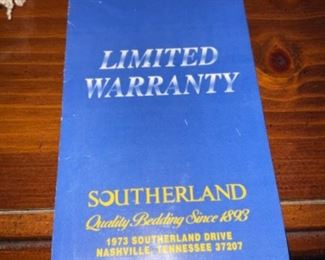 LIMITED
WARRANTY
SOUTHERLAND
Quality Bedding Since 1893
1973 SOUTHERLAND DRIVE
NASHVILLE, TENNESSEE 37207